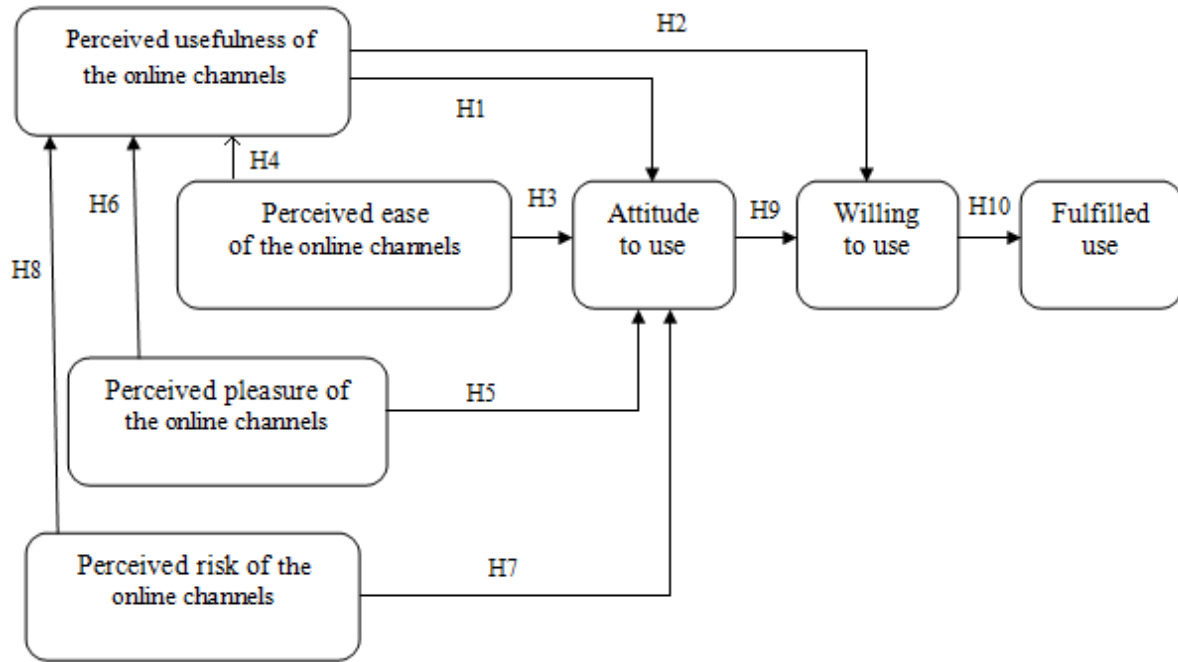 Perceived usefulness of
the online channels
H2
H1
H4
H6
Perceived ease
of the online channels
H3
Attitude
to use
H9
Willing
to use
H10
Fulfilled
use
H8
Perceived pleasure of
the online channels
H5
Perceived risk of the
online channels
H7